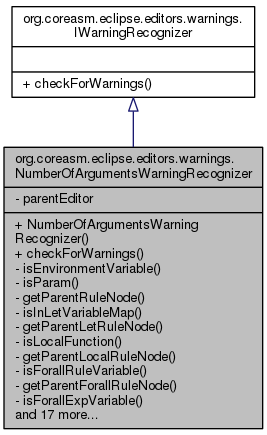 org.coreasm.eclipse.editors.warnings.
IWarningRecognizer
+ checkForWarnings()
org.coreasm.eclipse.editors.warnings.
NumberOfArgumentsWarningRecognizer
- parentEditor
+ NumberOfArgumentsWarning
Recognizer()
+ checkForWarnings()
- isEnvironmentVariable()
- isParam()
- getParentRuleNode()
- isInLetVariableMap()
- getParentLetRuleNode()
- isLocalFunction()
- getParentLocalRuleNode()
- isForallRuleVariable()
- getParentForallRuleNode()
- isForallExpVariable()
and 17 more...